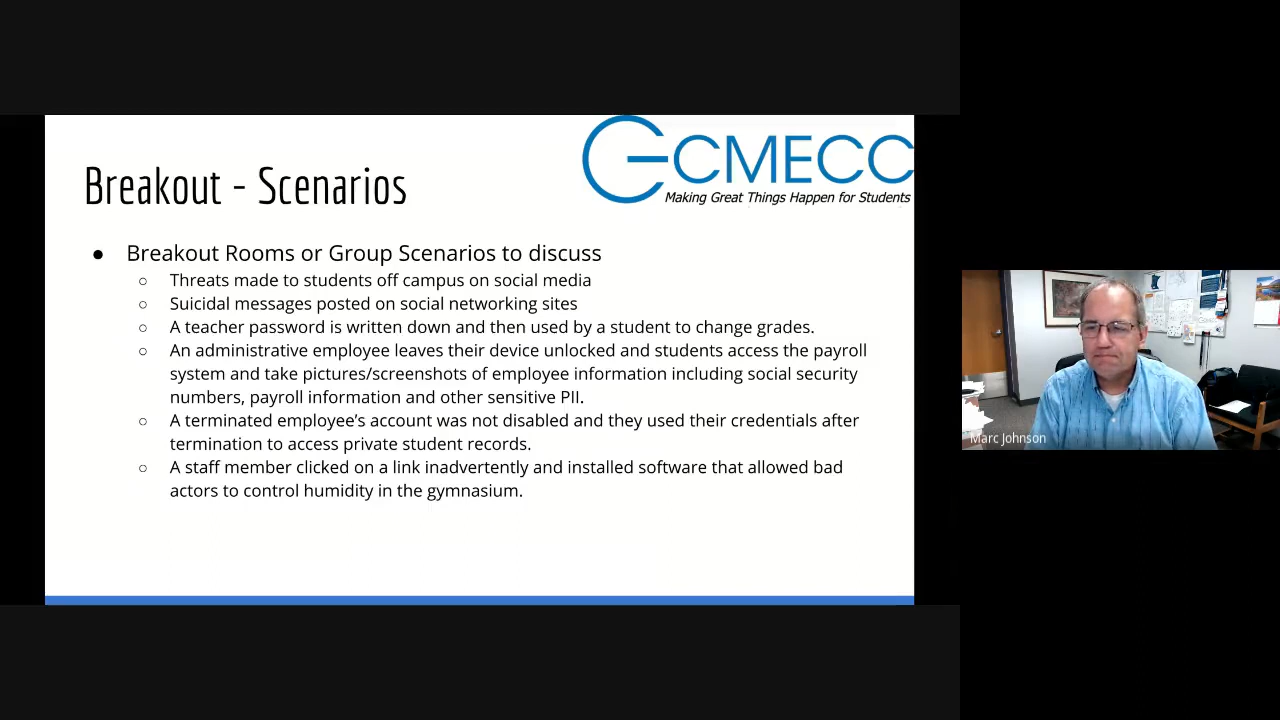 ECMECC
Making Great Things Happen for Students
Breakout - Scenarios
● Breakout Rooms or Group Scenarios to discuss
○ Threats made to students off campus on social media
○ Suicidal messages posted on social networking sites
○ A teacher password is written down and then used by a student to change grades.
○ An administrative employee leaves their device unlocked and students access the payroll
system and take pictures/screenshots of employee information including social security
numbers, payroll information and other sensitive PII.
○ A terminated employee's account was not disabled and they used their credentials after
termination to access private student records.
○ A staff member clicked on a link inadvertently and installed software that allowed bad
actors to control humidity in the gymnasium.
Marc Johnson